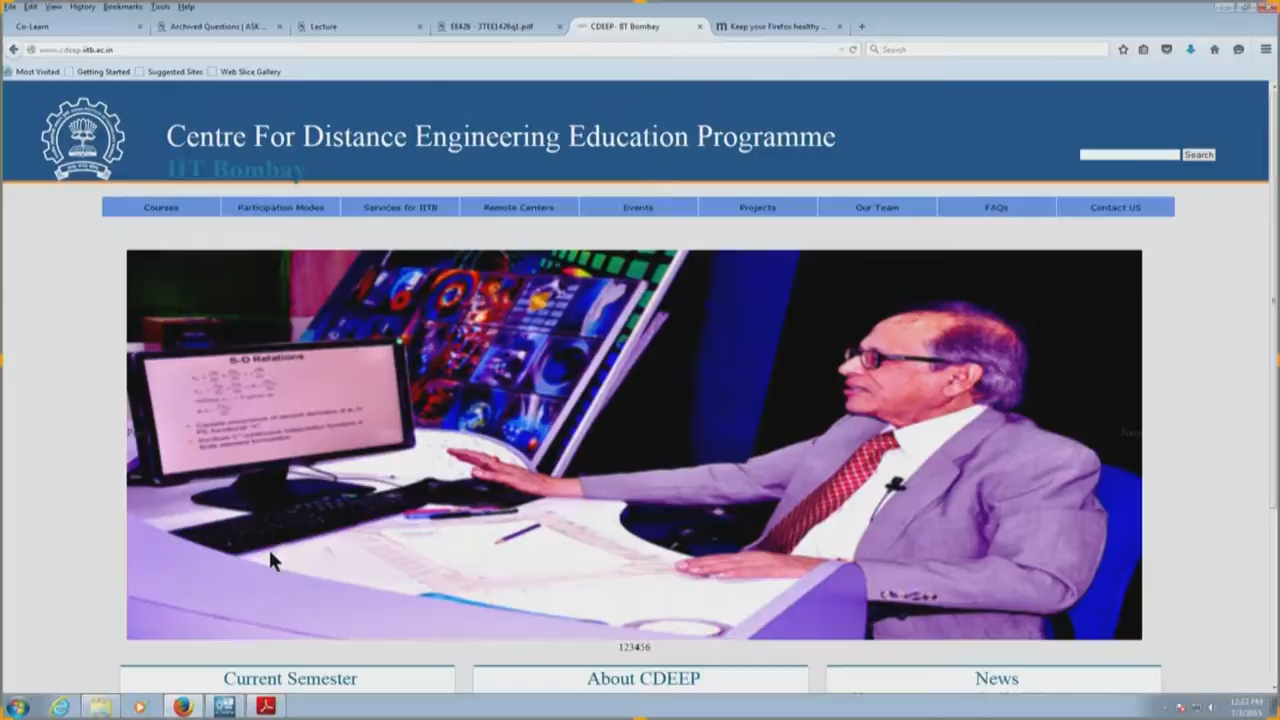 File Edit View History Bookmarks Tools Help
Co-Learn
Archived Questions | ASK...
Lecture
EE426 - 3TEE1426q1.pdf
CDEEP- IIT Bombay
Keep your Firefox healthy ...
www.cdeep.iitb.ac.in
Search
Most Visited Getting Started Suggested Sites Web Slice Gallery
Centre For Distance Engineering Education Programme
IIT Bombay
Search
Courses Participation Modes Services for IITB Remote Centers Events Projects Our Team FAQs Contact US
S-D Relations
123456
Current Semester About CDEEP News